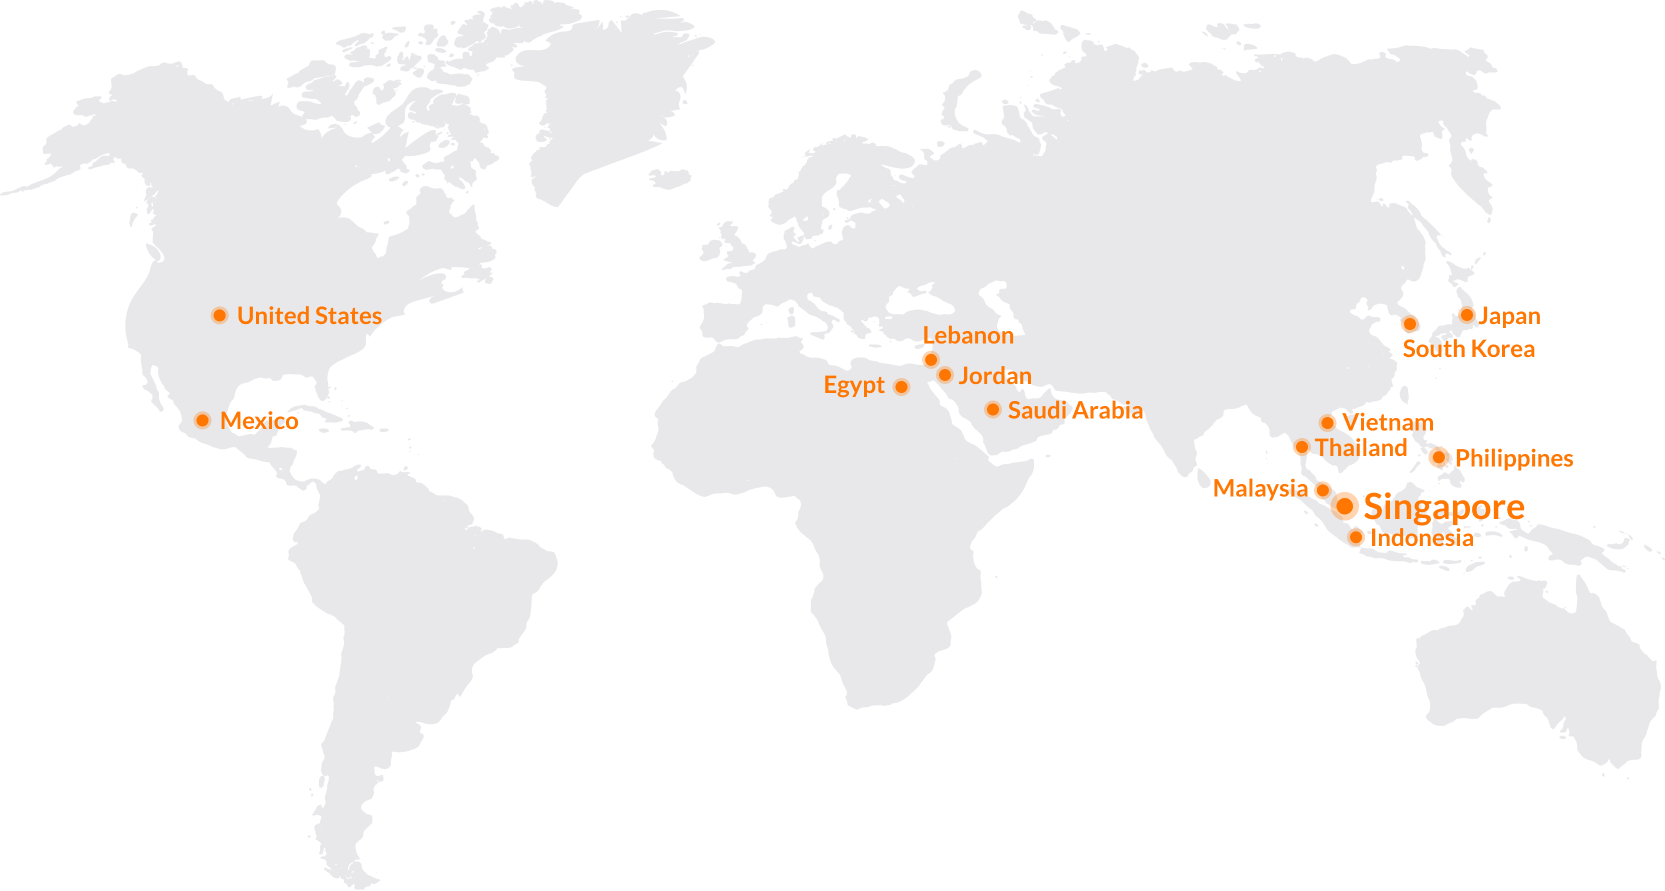 United States
Mexico
Lebanon
Egypt
Jordan
Saudi Arabia
Japan
South Korea
Vietnam
Thailand
Philippines
Malaysia
Singapore
Indonesia